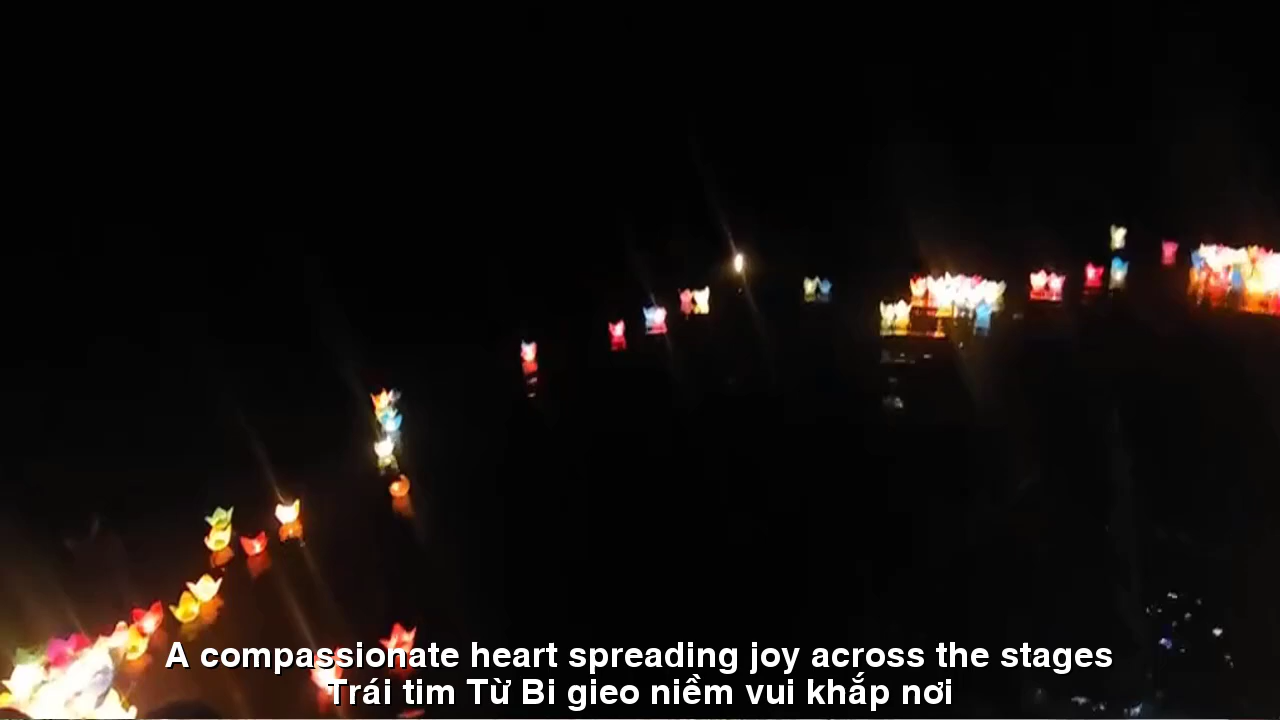 A compassionate heart spreading joy across the stages
Trái tim Từ Bi gieo niềm vui khắp nơi